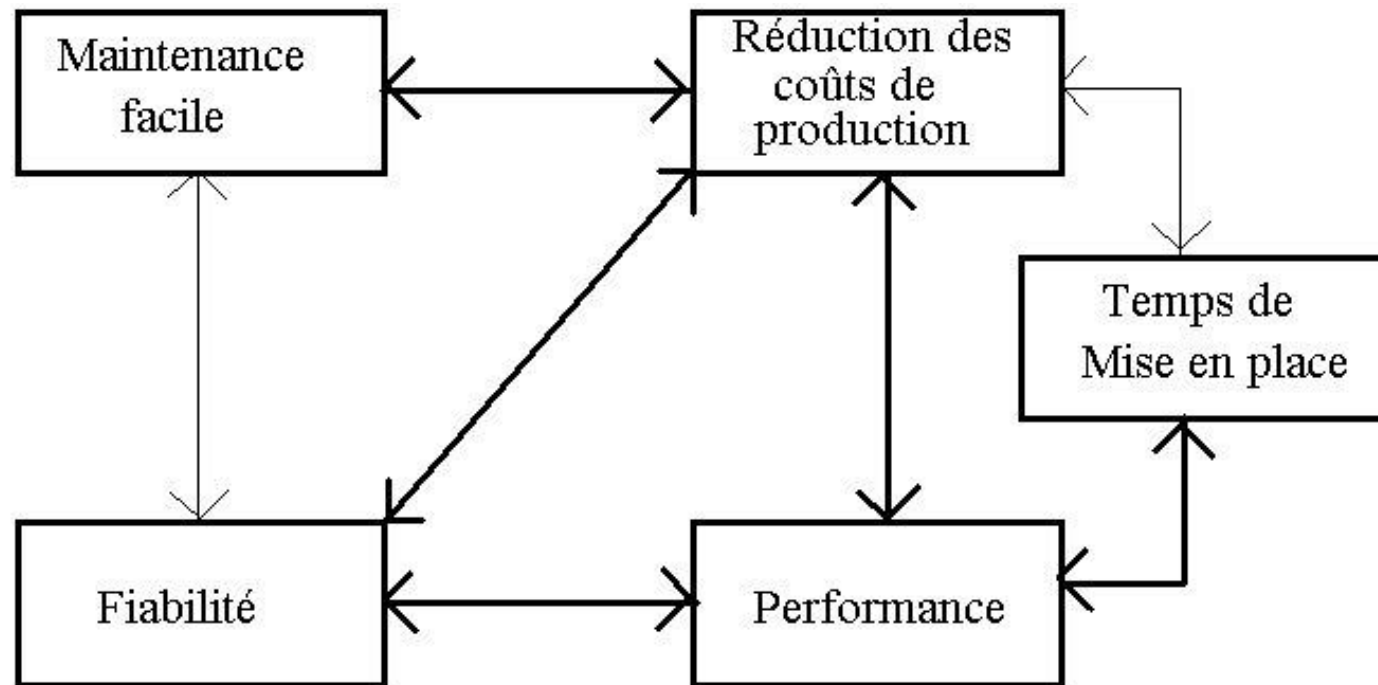 Maintenance
facile
Réduction des
coûts de
production
Temps de
Mise en place
Fiabilité
Performance